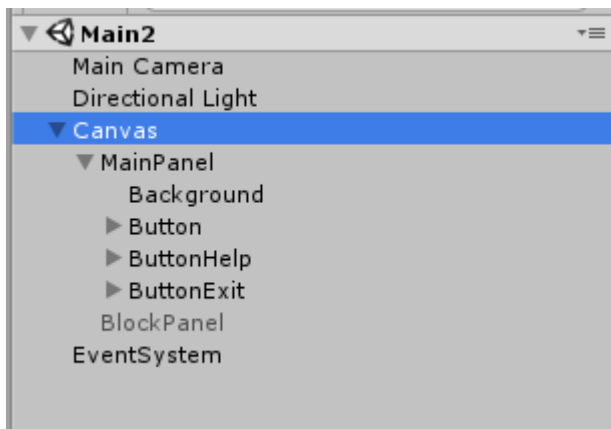 Main2
Main Camera
Directional Light
Canvas
MainPanel
Background
Button
ButtonHelp
ButtonExit
BlockPanel
EventSystem